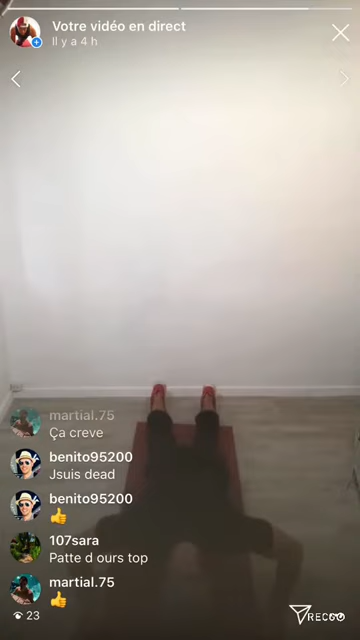 Votre vidéo en direct
Il y a 4 h
martial.75
Ça creve
benito95200
Jsuis dead
benito95200
👍
107sara
Patte d ours top
martial.75
👍
23
REC